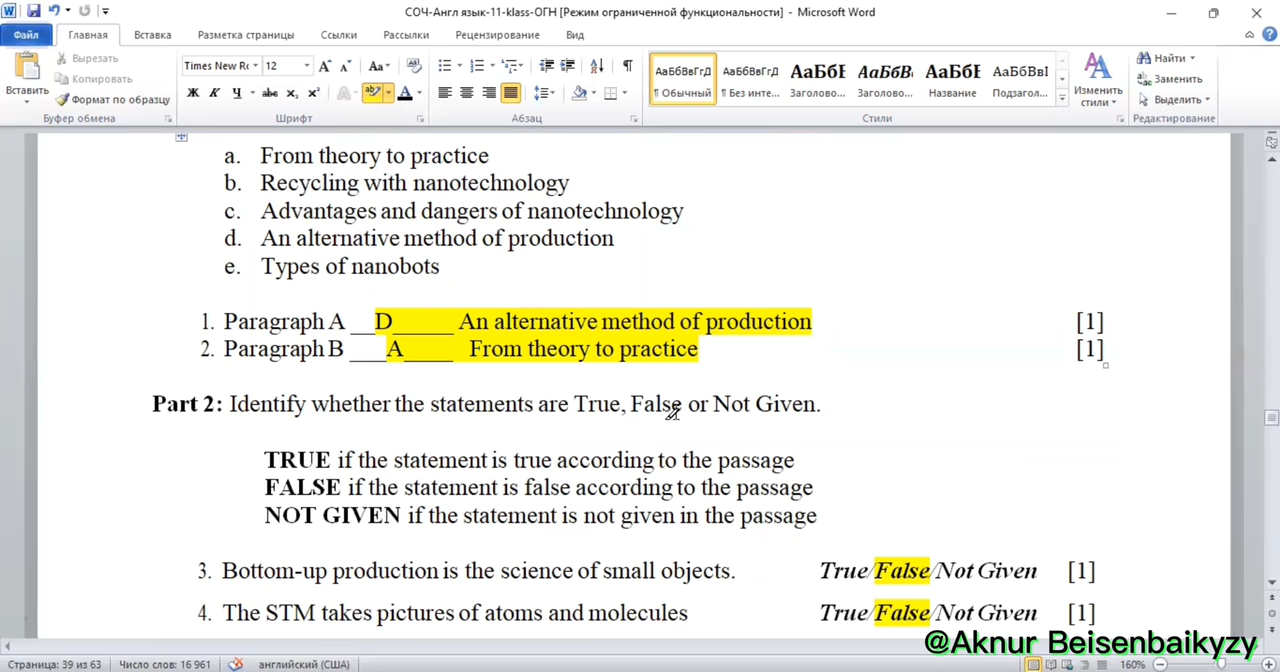 СОЧ-Англ язык-11-klass-ОГН [Режим ограниченной функциональности] - Microsoft Word
Файл Главная Вставка Разметка страницы Ссылки Рассылки Рецензирование Вид
Вставить
Вырезать
Копировать
Формат по образцу
Буфер обмена
Times New Ro 12
Шрифт
Абзац
АаБбВвГгД АаБбВвГгД АаБбЕ АаБбВ АаБбЕ АаБбВвІ
¶ Обычный ¶ Без инте... Заголово... Заголово... Название Подзагол...
Стили
Изменить стили
Найти
Заменить
Выделить
Редактирование
a. From theory to practice
b. Recycling with nanotechnology
c. Advantages and dangers of nanotechnology
d. An alternative method of production
e. Types of nanobots
1. Paragraph A __D_____ An alternative method of production [1]
2. Paragraph B ___A____ From theory to practice [1]
Part 2: Identify whether the statements are True, False or Not Given.
TRUE if the statement is true according to the passage
FALSE if the statement is false according to the passage
NOT GIVEN if the statement is not given in the passage
3. Bottom-up production is the science of small objects. True/False/Not Given [1]
4. The STM takes pictures of atoms and molecules True/False/Not Given [1]
@Aknur Beisenbaikyzy
Страница: 39 из 63 Число слов: 16 961 английский (США) 160%